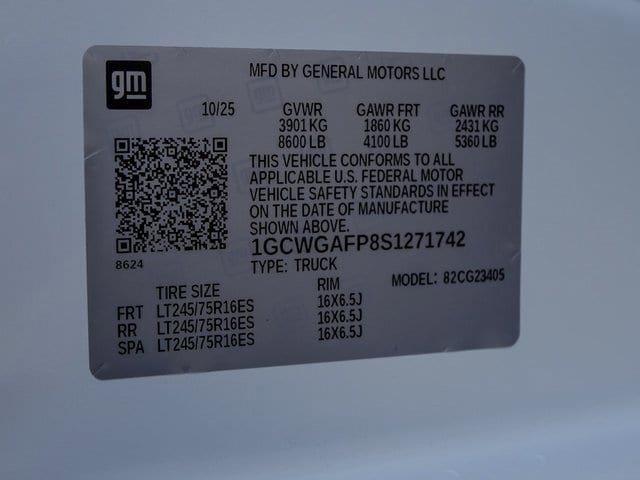 gm
MFD BY GENERAL MOTORS LLC
10/25 GVWR GAWR FRT GAWR RR
3901 KG 1860 KG 2431 KG
8600 LB 4100 LB 5360 LB
THIS VEHICLE CONFORMS TO ALL
APPLICABLE U.S. FEDERAL MOTOR
VEHICLE SAFETY STANDARDS IN EFFECT
ON THE DATE OF MANUFACTURE
SHOWN ABOVE.
1GCWGAFP8S1271742
8624
TYPE: TRUCK
MODEL: 82CG23405
TIRE SIZE RIM
FRT LT245/75R16ES 16X6.5J
RR LT245/75R16ES 16X6.5J
SPA LT245/75R16ES 16X6.5J